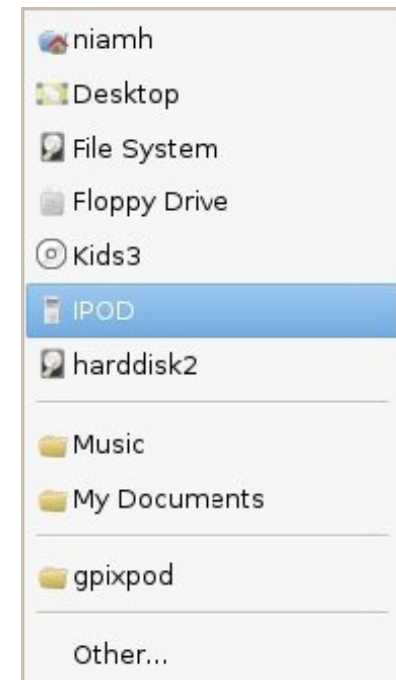 niamh
Desktop
File System
Floppy Drive
Kids3
IPOD
harddisk2
Music
My Documents
gpixpod
Other...